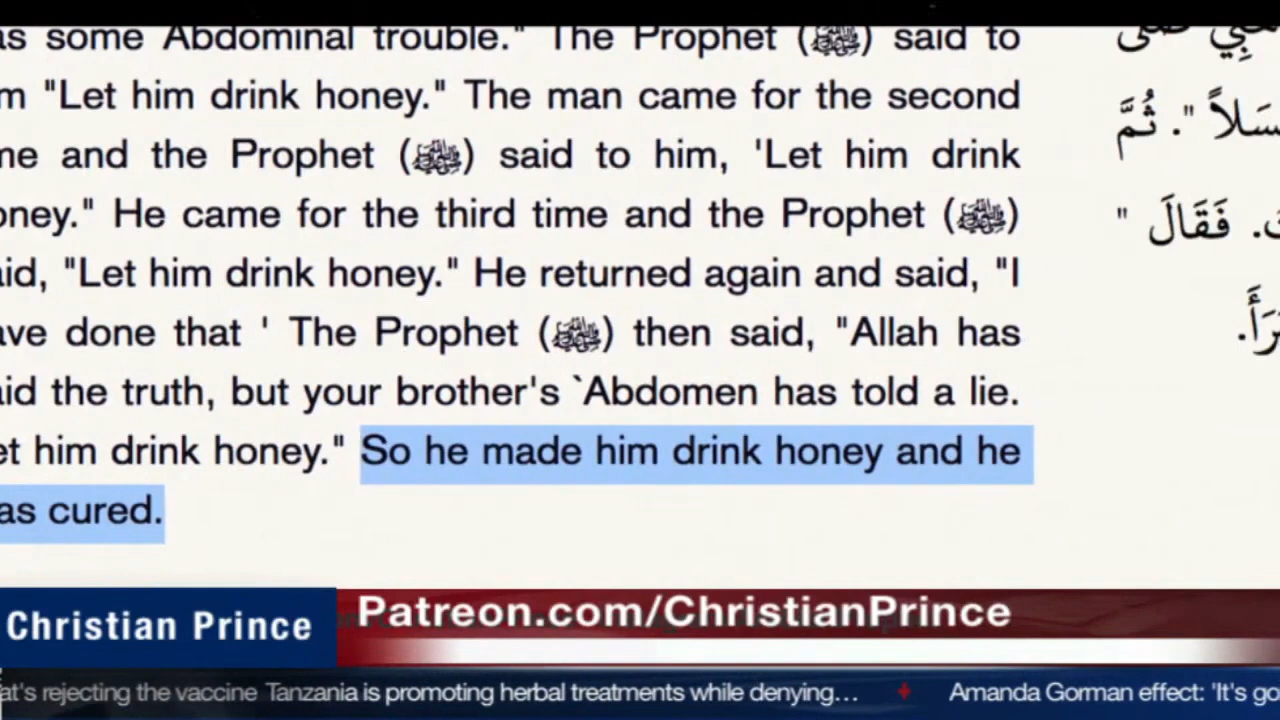 as some Abdominal trouble." The Prophet (ﷺ) said to
m "Let him drink honey." The man came for the second
me and the Prophet (ﷺ) said to him, 'Let him drink
oney." He came for the third time and the Prophet (ﷺ)
aid, "Let him drink honey." He returned again and said, "I
ave done that ' The Prophet (ﷺ) then said, "Allah has
aid the truth, but your brother's `Abdomen has told a lie.
et him drink honey." So he made him drink honey and he
as cured.
سَلاً ‏"‏‏.‏ ثُمَّ
فَقَالَ ‏"
Christian Prince
Patreon.com/ChristianPrince
at's rejecting the vaccine Tanzania is promoting herbal treatments while denying... Amanda Gorman effect: 'It's go